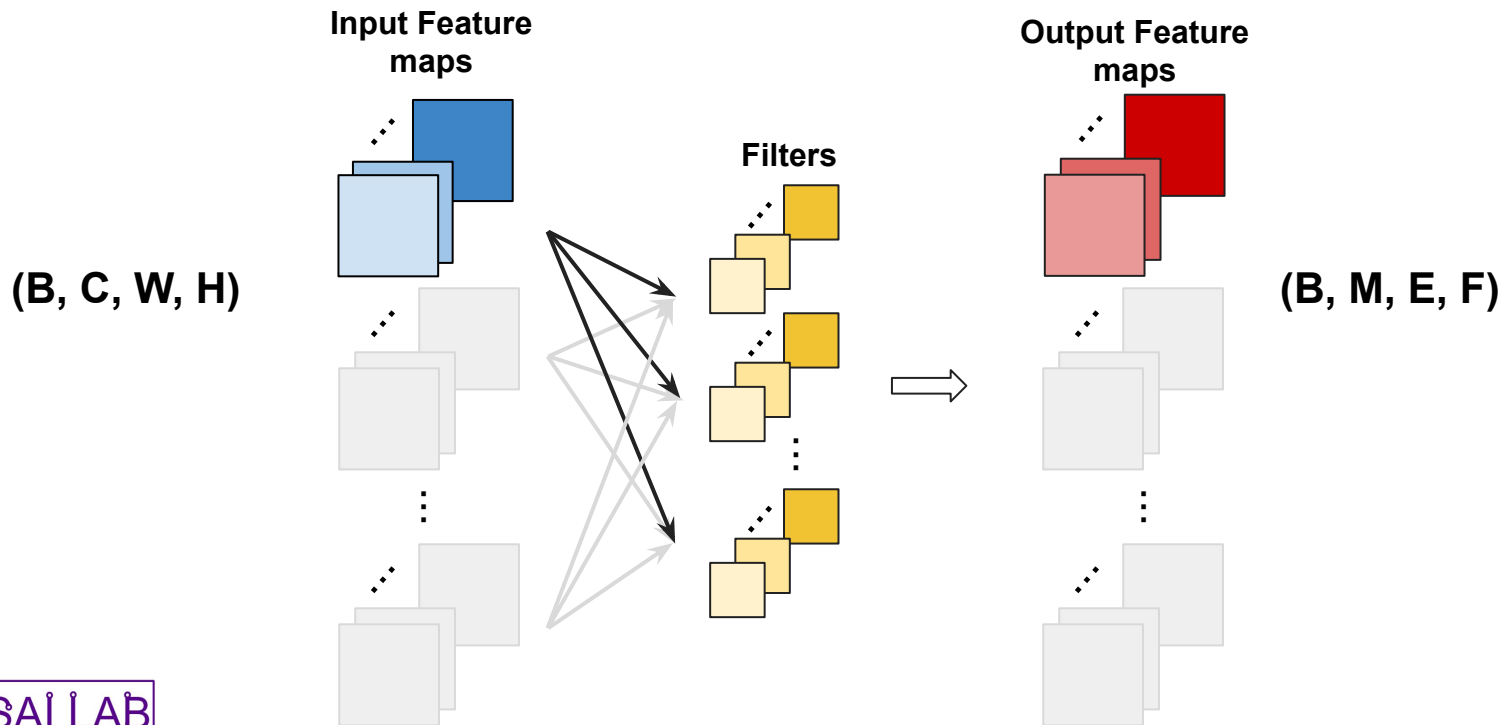 Input Feature
maps
Output Feature
maps
Filters
(B, C, W, H)
(B, M, E, F)